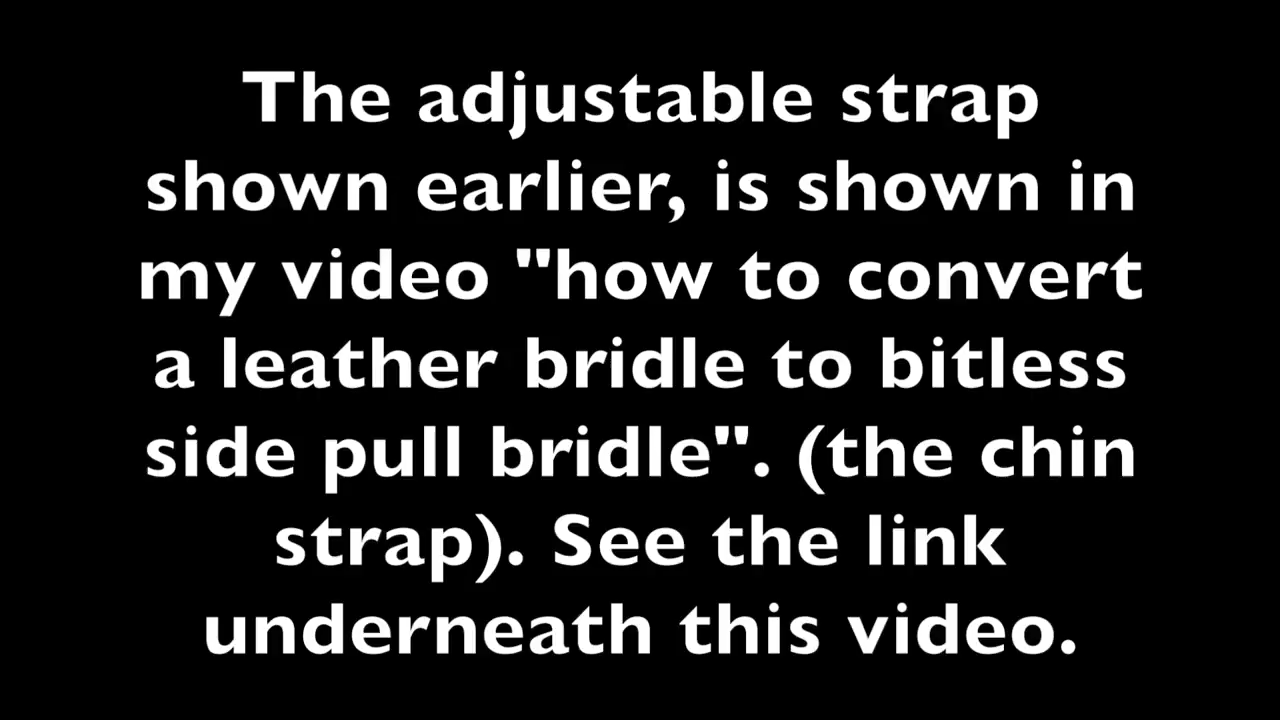 The adjustable strap
shown earlier, is shown in
my video "how to convert
a leather bridle to bitless
side pull bridle". (the chin
strap). See the link
underneath this video.